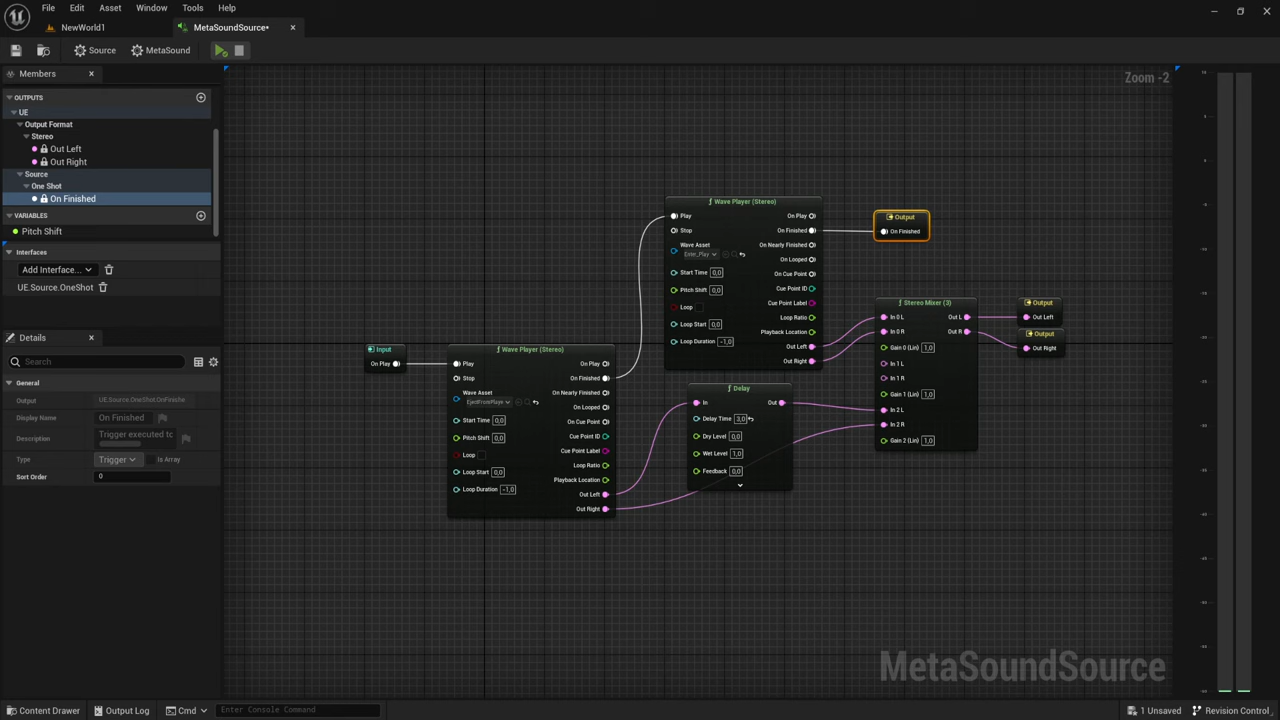 File Edit Asset Window Tools Help
NewWorld1
MetaSoundSource•
Source
MetaSound
Members
OUTPUTS
UE
Output Format
Stereo
Out Left
Out Right
Source
One Shot
On Finished
VARIABLES
Pitch Shift
Interfaces
Add Interface...
UE.Source.OneShot
Details
Search
General
Output UE.Source.OneShot.OnFinishe
Display Name On Finished
Description Trigger executed tc
Type Trigger Is Array
Sort Order 0
Zoom -2
Input
On Play
Wave Player (Stereo)
Play On Play
Stop On Finished
Wave Asset On Nearly Finished
EjectFromPlaye
On Looped
Start Time 0,0 On Cue Point
Pitch Shift 0,0 Cue Point ID
Loop Cue Point Label
Loop Ratio
Loop Start 0,0 Playback Location
Loop Duration -1,0 Out Left
Out Right
Wave Player (Stereo)
Play On Play
Stop On Finished
Wave Asset On Nearly Finished
Enter_Play
On Looped
Start Time 0,0 On Cue Point
Pitch Shift 0,0 Cue Point ID
Loop Cue Point Label
Loop Ratio
Loop Start 0,0 Playback Location
Loop Duration -1,0 Out Left
Out Right
Output
On Finished
Delay
In Out
Delay Time 3,0
Dry Level 0,0
Wet Level 1,0
Feedback 0,0
Stereo Mixer (3)
In 0 L Out L
In 0 R Out R
Gain 0 (Lin) 1,0
In 1 L
In 1 R
Gain 1 (Lin) 1,0
In 2 L
In 2 R
Gain 2 (Lin) 1,0
Output
Out Left
Output
Out Right
MetaSoundSource
Content Drawer Output Log Cmd Enter Console Command
1 Unsaved Revision Control